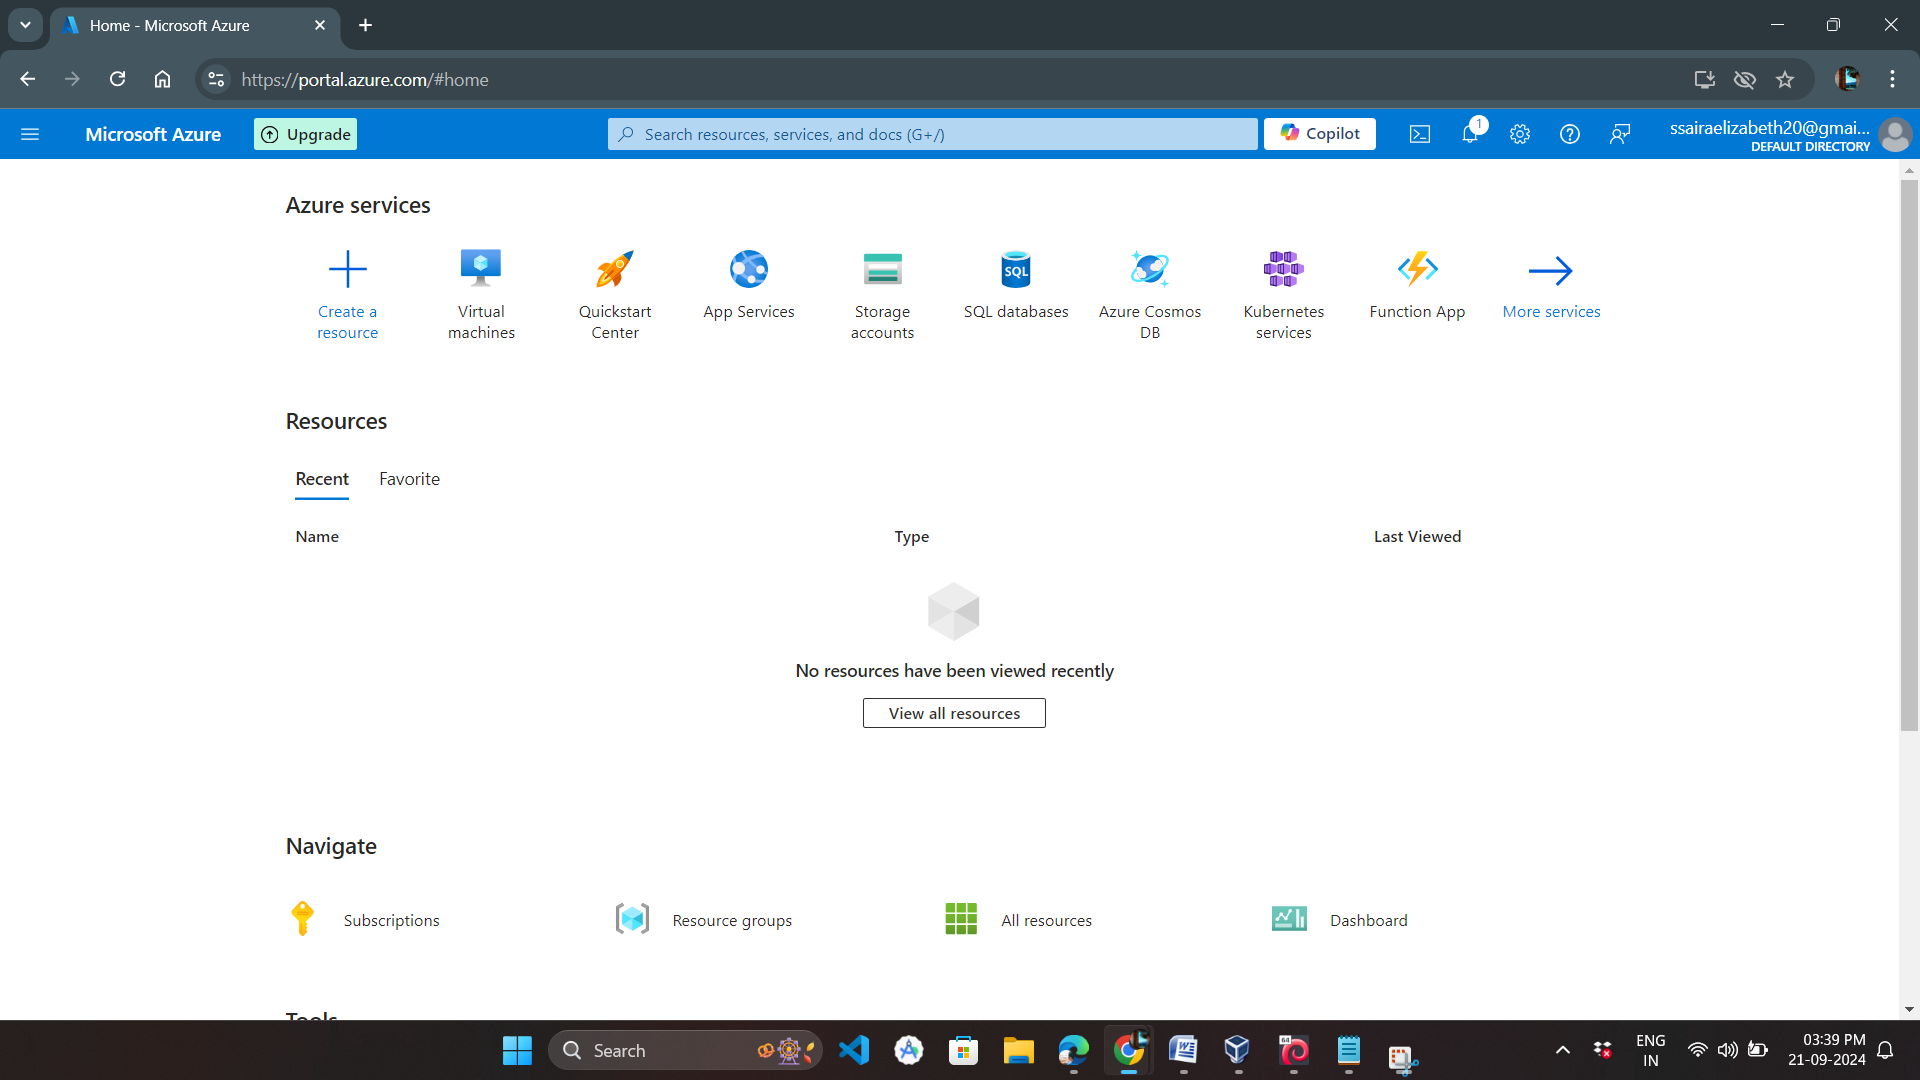 Home - Microsoft Azure
https://portal.azure.com/#home
Microsoft Azure
Upgrade
Search resources, services, and docs (G+/)
Copilot
1
ssairaelizabeth20@gmai...
DEFAULT DIRECTORY
Azure services
Create a
resource
Virtual
machines
Quickstart
Center
App Services
Storage
accounts
SQL
SQL databases
Azure Cosmos
DB
Kubernetes
services
Function App
More services
Resources
Recent
Favorite
Name
Type
Last Viewed
No resources have been viewed recently
View all resources
Navigate
Subscriptions
Resource groups
All resources
Dashboard
Tools
Search
64
ENG
IN
03:39 PM
21-09-2024